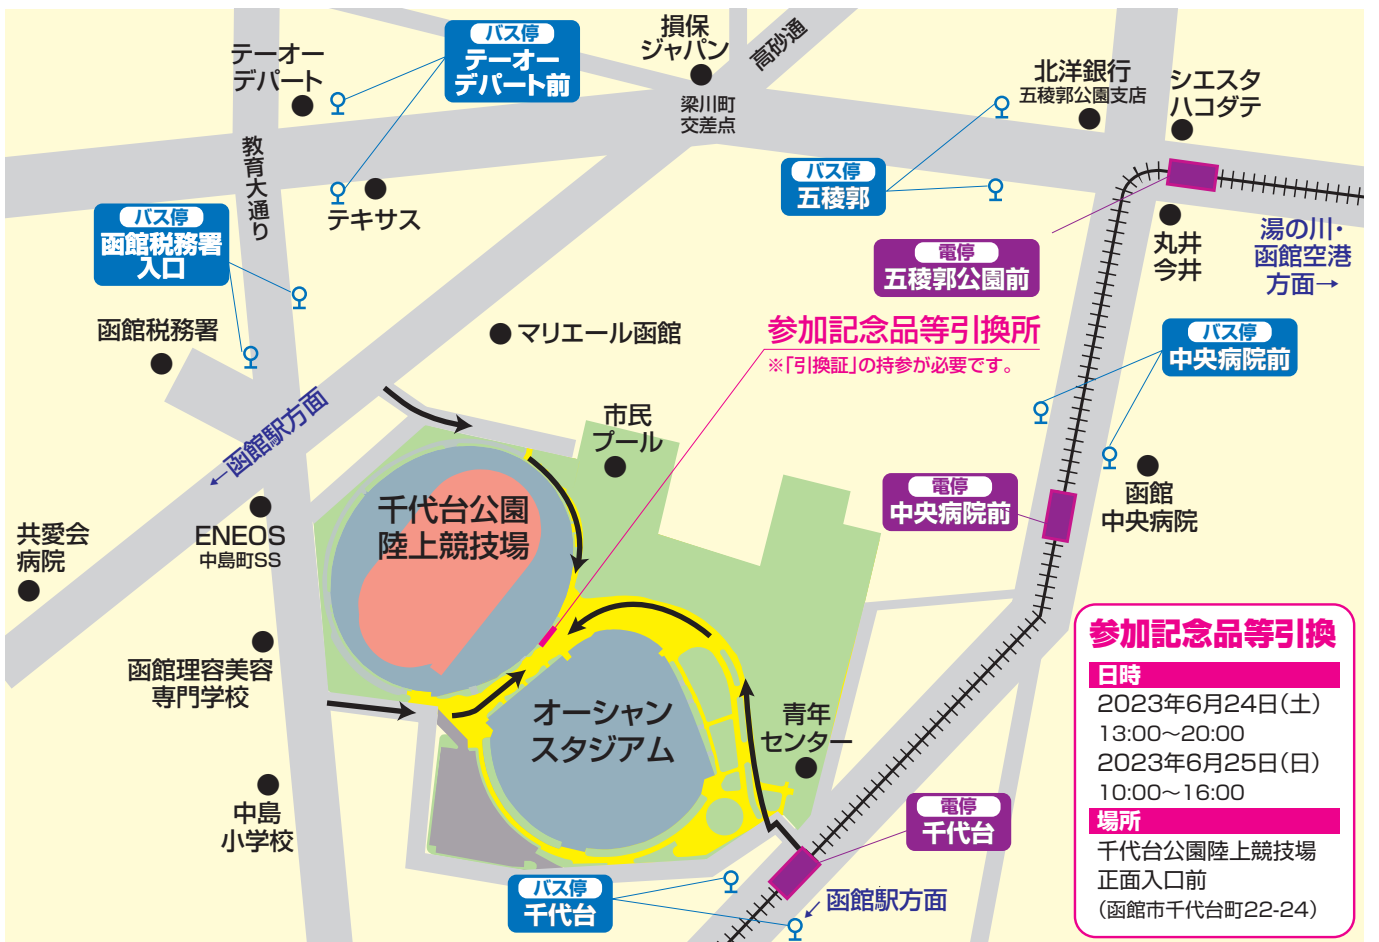 テーオー
デパート
バス停
テーオー
デパート前
損保
ジャパン
高砂通
梁川町
交差点
北洋銀行
五稜郭公園支店
シエスタ
ハコダテ
教育大通り
テキサス
バス停
五稜郭
バス停
函館税務署
入口
電停
五稜郭公園前
丸井
今井
湯の川・
函館空港
方面→
函館税務署
マリエール函館
参加記念品等引換所
※「引換証」の持参が必要です。
バス停
中央病院前
←函館駅方面
市民
プール
電停
中央病院前
函館
中央病院
千代台公園
陸上競技場
ENEOS
中島町SS
共愛会
病院
函館理容美容
専門学校
オーシャン
スタジアム
青年
センター
中島
小学校
電停
千代台
バス停
千代台
↙函館駅方面
参加記念品等引換
日時
2023年6月24日(土)
13:00〜20:00
2023年6月25日(日)
10:00〜16:00
場所
千代台公園陸上競技場
正面入口前
(函館市千代台町22-24)